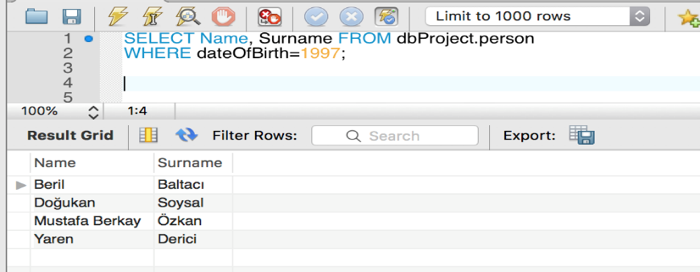 Limit to 1000 rows
1 SELECT Name, Surname FROM dbProject.person
2 WHERE dateOfBirth=1997;
3
4
5
100% 1:4
Result Grid Filter Rows: Search Export:
Name Surname
Beril Baltacı
Doğukan Soysal
Mustafa Berkay Özkan
Yaren Derici